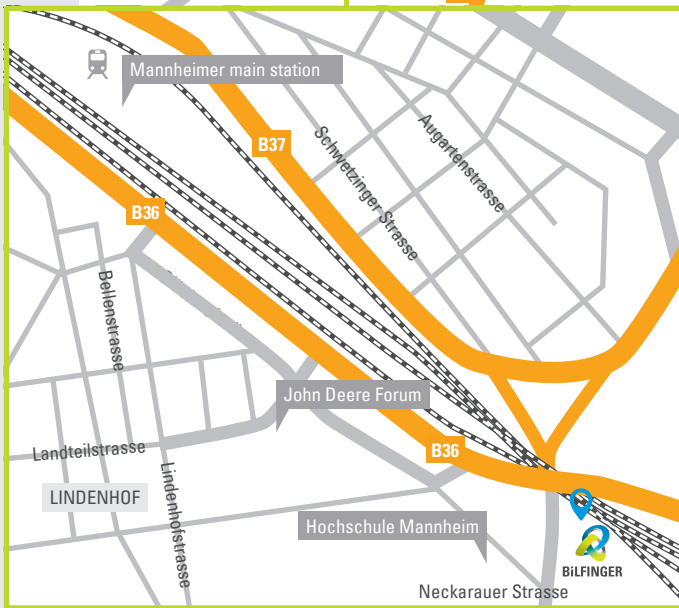 Mannheimer main station
B37
Schwetzinger Strasse
Augartenstrasse
B36
Bellenstrasse
John Deere Forum
Landteilstrasse
B36
Lindenhofstrasse
LINDENHOF
Hochschule Mannheim
BiLFINGER
Neckarauer Strasse